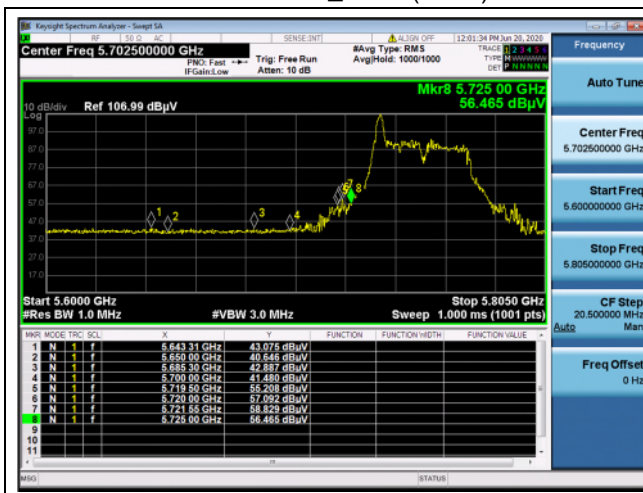 Keysight Spectrum Analyzer - Swept SA
RF 50 Ω AC SENSE:INT ALIGN OFF 12:01:34 PM Jun 20, 2020
Center Freq 5.702500000 GHz #Avg Type: RMS TRACE 1 2 3 4 5 6
PNO: Fast Trig: Free Run Avg|Hold: 1000/1000 TYPE M WWWWW
IFGain:Low Atten: 10 dB DET P N N N N N
Mkr8 5.725 00 GHz
10 dB/div Ref 106.99 dBµV 56.465 dBµV
Log
97.0
87.0
77.0
67.0
57.0
47.0
37.0
27.0
17.0
1 2 3 4 6 7 8
Start 5.6000 GHz Stop 5.8050 GHz
#Res BW 1.0 MHz #VBW 3.0 MHz Sweep 1.000 ms (1001 pts)
MKR MODE TRC SCL X Y FUNCTION FUNCTION WIDTH FUNCTION VALUE
1 N 1 f 5.643 31 GHz 43.075 dBµV
2 N 1 f 5.650 00 GHz 40.646 dBµV
3 N 1 f 5.685 30 GHz 42.887 dBµV
4 N 1 f 5.700 00 GHz 41.480 dBµV
5 N 1 f 5.719 50 GHz 55.208 dBµV
6 N 1 f 5.720 00 GHz 57.092 dBµV
7 N 1 f 5.721 55 GHz 58.829 dBµV
8 N 1 f 5.725 00 GHz 56.465 dBµV
9
10
11
MSG STATUS
Frequency
Auto Tune
Center Freq
5.702500000 GHz
Start Freq
5.600000000 GHz
Stop Freq
5.805000000 GHz
CF Step
20.500000 MHz
Auto Man
Freq Offset
0 Hz